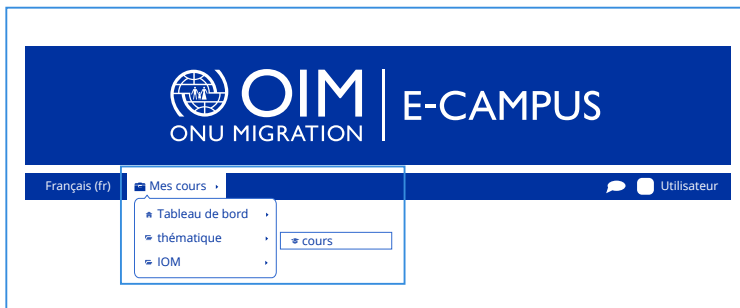 OIM
ONU MIGRATION
E-CAMPUS
Français (fr)
Mes cours
Utilisateur
Tableau de bord
thématique
cours
IOM